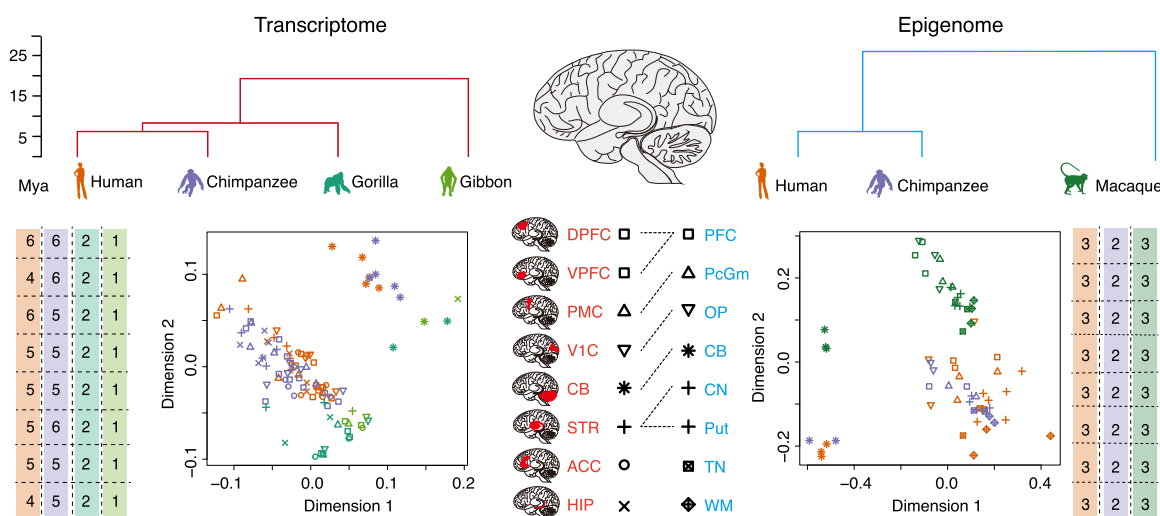 Transcriptome
Epigenome
25
15
5
Mya
Human
Chimpanzee
Gorilla
Gibbon
Human
Chimpanzee
Macaque
6 6 2 1
4 6 2 1
6 5 2 1
5 5 2 1
5 5 2 1
5 6 2 1
5 5 2 1
4 5 2 1
Dimension 2
0.1
0.0
−0.1
−0.1 0.0 0.1 0.2
Dimension 1
DPFC PFC
VPFC PcGm
PMC OP
V1C CB
CB CN
STR Put
ACC TN
HIP WM
Dimension 2
0.2
0.0
−0.2
−0.4 0.0 0.4
Dimension 1
3 2 3
3 2 3
3 2 3
3 2 3
3 2 3
3 2 3
3 2 3
3 2 3